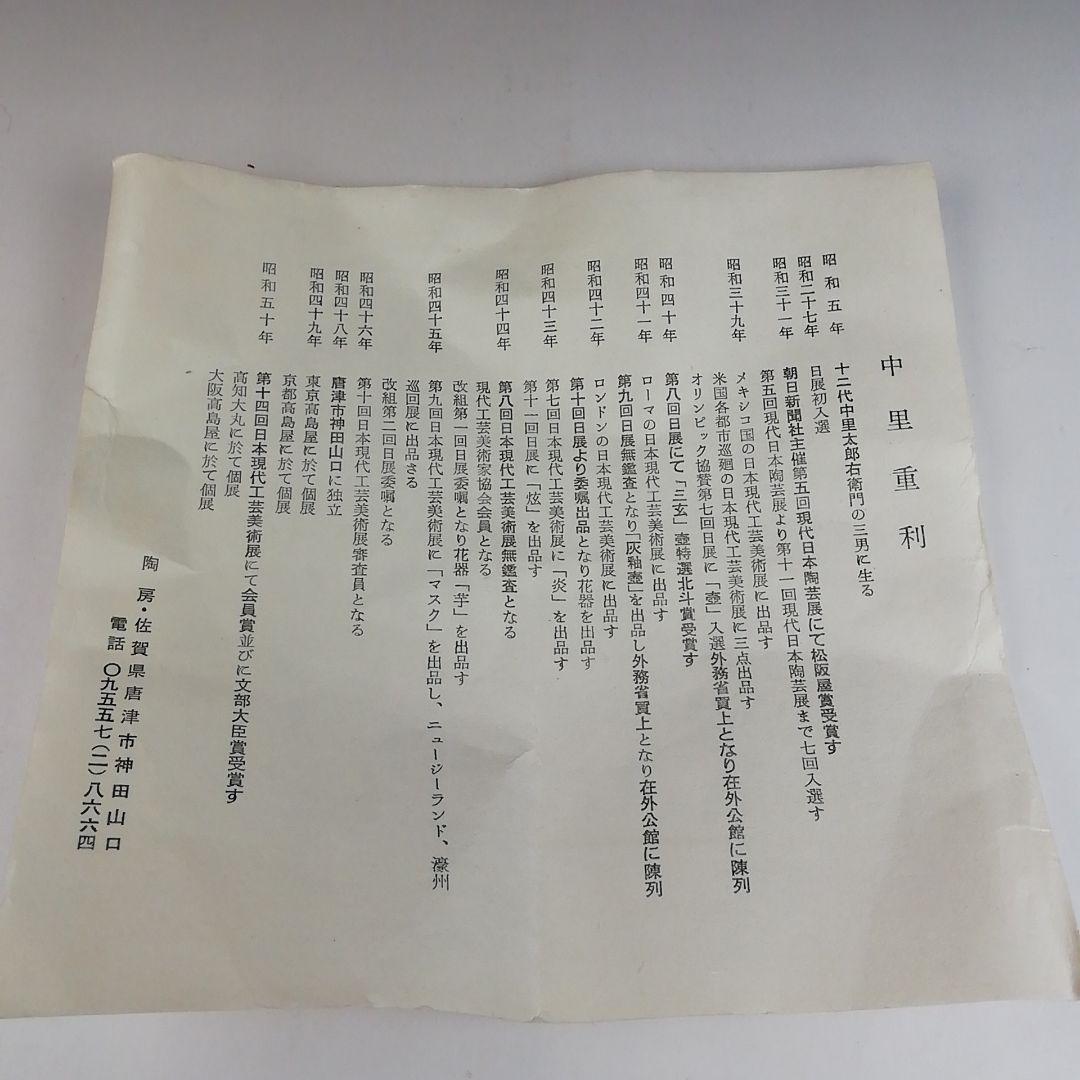 中里重利
昭和五年 十二代中里太郎右衛門の三男に生る
昭和二十七年 日展初入選
昭和三十一年 朝日新聞社主催第五回現代日本陶芸展にて松阪屋賞受賞す
第五回現代日本陶芸展より第十一回現代日本陶芸展まで七回入選す
昭和三十九年 メキシコ国の日本現代工芸美術展に出品す
米国各都市巡廻の日本現代工芸美術展に三点出品す
オリンピック協賛第七回日展に「壺」入選外務省買上となり在外公館に陳列
昭和四十年 第八回日展にて「三玄」壺特選北斗賞受賞す
昭和四十一年 ローマの日本現代工芸美術展に出品す
第九回日展無鑑査となり「灰釉壺」を出品し外務省買上となり在外公館に陳列
昭和四十二年 ロンドンの日本現代工芸美術展に出品す
第十回日展より委嘱出品となり花器を出品す
昭和四十三年 第七回日本現代工芸美術展に「炎」を出品す
第十一回日展に「炫」を出品す
昭和四十四年 第八回日本現代工芸美術展無鑑査となる
現代工芸美術家協会会員となる
改組第一回日展委嘱となり花器「芋」を出品す
昭和四十五年 第九回日本現代工芸美術展に「マスク」を出品し、ニュージーランド、濠州
巡回展に出品さる
改組第二回日展委嘱となる
昭和四十六年 第十回日本現代工芸美術展審査員となる
昭和四十八年 唐津市神田山口に独立
昭和四十九年 東京高島屋に於て個展
京都高島屋に於て個展
昭和五十年 第十四回日本現代工芸美術展にて会員賞並びに文部大臣賞受賞す
高知大丸に於て個展
大阪高島屋に於て個展
陶房・佐賀県唐津市神田山口
電話〇九五五七(二)八六六四